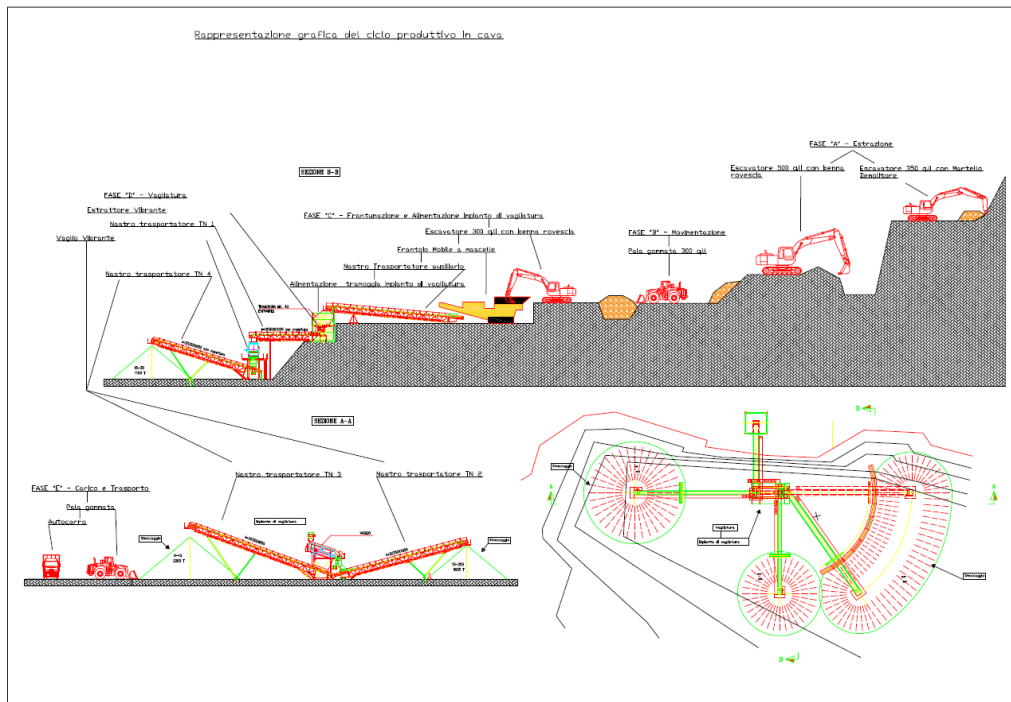 Rappresentazione grafica del ciclo produttivo in cava
FASE "A" - Estrazione
Escavatore 500 q.li con benna
rovescia
Escavatore 350 q.li con Martello
Demolitore
SEZIONE B-B
FASE "D" - Vagliatura
Estrattore Vibrante
Nastro trasportatore TN 1
Vaglio Vibrante
Nastro trasportatore TN 4
FASE "C" - Frantumazione e Alimentazione Impianto di vagliatura
Escavatore 300 q.li con benna rovescia
Frantoio Mobile a mascelle
Nastro Trasportatore ausiliario
Alimentazione tramoggia Impianto di vagliatura
FASE "B" - Movimentazione
Pala gommata 300 q.li
SEZIONE A-A
Nastro trasportatore TN 3
Nastro trasportatore TN 2
FASE "E" - Carico e Trasporto
Pala gommata
Autocarro
Impianto di vagliatura
VAGLIO
Stoccaggio
Stoccaggio
B
A
A
Stoccaggio
Vagliatura
Impianto di vagliatura
Stoccaggio
B